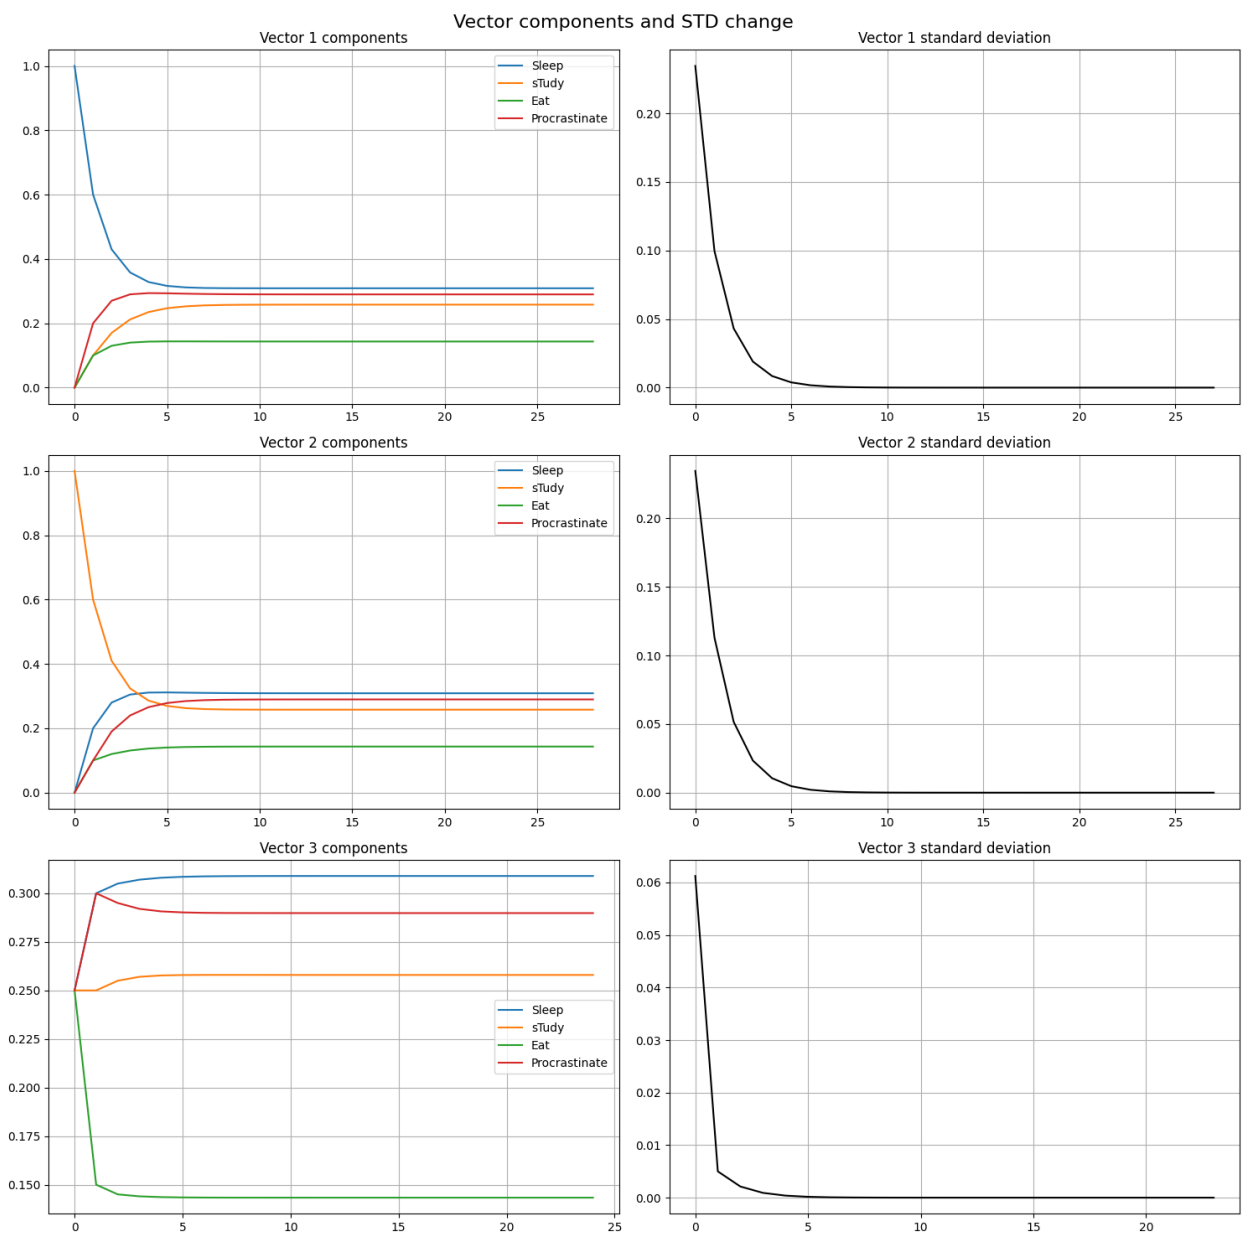 Vector components and STD change
Vector 1 components
1.0
0.8
0.6
0.4
0.2
0.0
0 5 10 15 20 25
Sleep
sTudy
Eat
Procrastinate
Vector 1 standard deviation
0.20
0.15
0.10
0.05
0.00
0 5 10 15 20 25
Vector 2 components
1.0
0.8
0.6
0.4
0.2
0.0
0 5 10 15 20 25
Sleep
sTudy
Eat
Procrastinate
Vector 2 standard deviation
0.20
0.15
0.10
0.05
0.00
0 5 10 15 20 25
Vector 3 components
0.300
0.275
0.250
0.225
0.200
0.175
0.150
0 5 10 15 20 25
Sleep
sTudy
Eat
Procrastinate
Vector 3 standard deviation
0.06
0.05
0.04
0.03
0.02
0.01
0.00
0 5 10 15 20